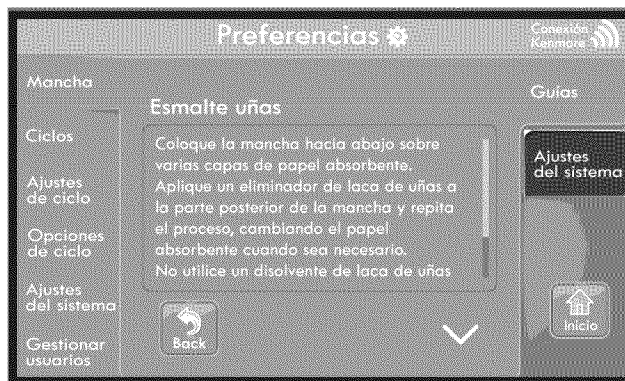 Preferencias
Conexión
Kenmore
Mancha
Ciclos
Ajustes
de ciclo
Opciones
de ciclo
Ajustes
del sistema
Gestionar
usuarios
Esmalte uñas
Coloque la mancha hacia abajo sobre
varias capas de papel absorbente.
Aplique un eliminador de laca de uñas a
la parte posterior de la mancha y repita
el proceso, cambiando el papel
absorbente cuando sea necesario.
No utilice un disolvente de laca de uñas
Back
Guías
Ajustes
del sistema
Inicio